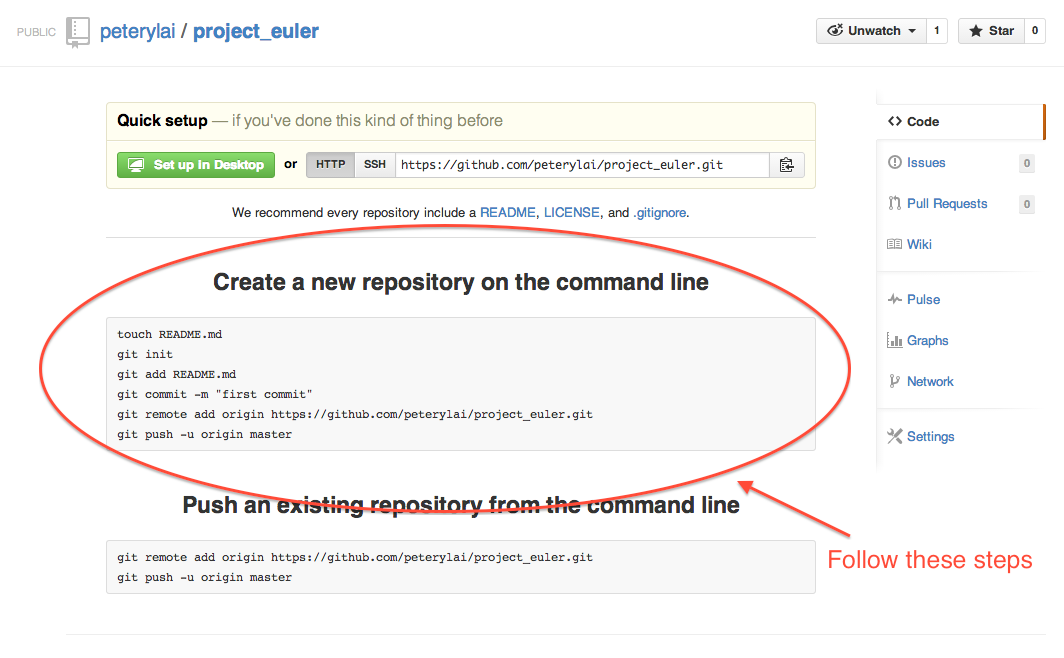 PUBLIC peterylai / project_euler Unwatch 1 Star 0
Quick setup — if you've done this kind of thing before
Set up in Desktop or HTTP SSH https://github.com/peterylai/project_euler.git
We recommend every repository include a README, LICENSE, and .gitignore.
Create a new repository on the command line
touch README.md
git init
git add README.md
git commit -m "first commit"
git remote add origin https://github.com/peterylai/project_euler.git
git push -u origin master
Push an existing repository from the command line
git remote add origin https://github.com/peterylai/project_euler.git
git push -u origin master
Code
Issues 0
Pull Requests 0
Wiki
Pulse
Graphs
Network
Settings
Follow these steps